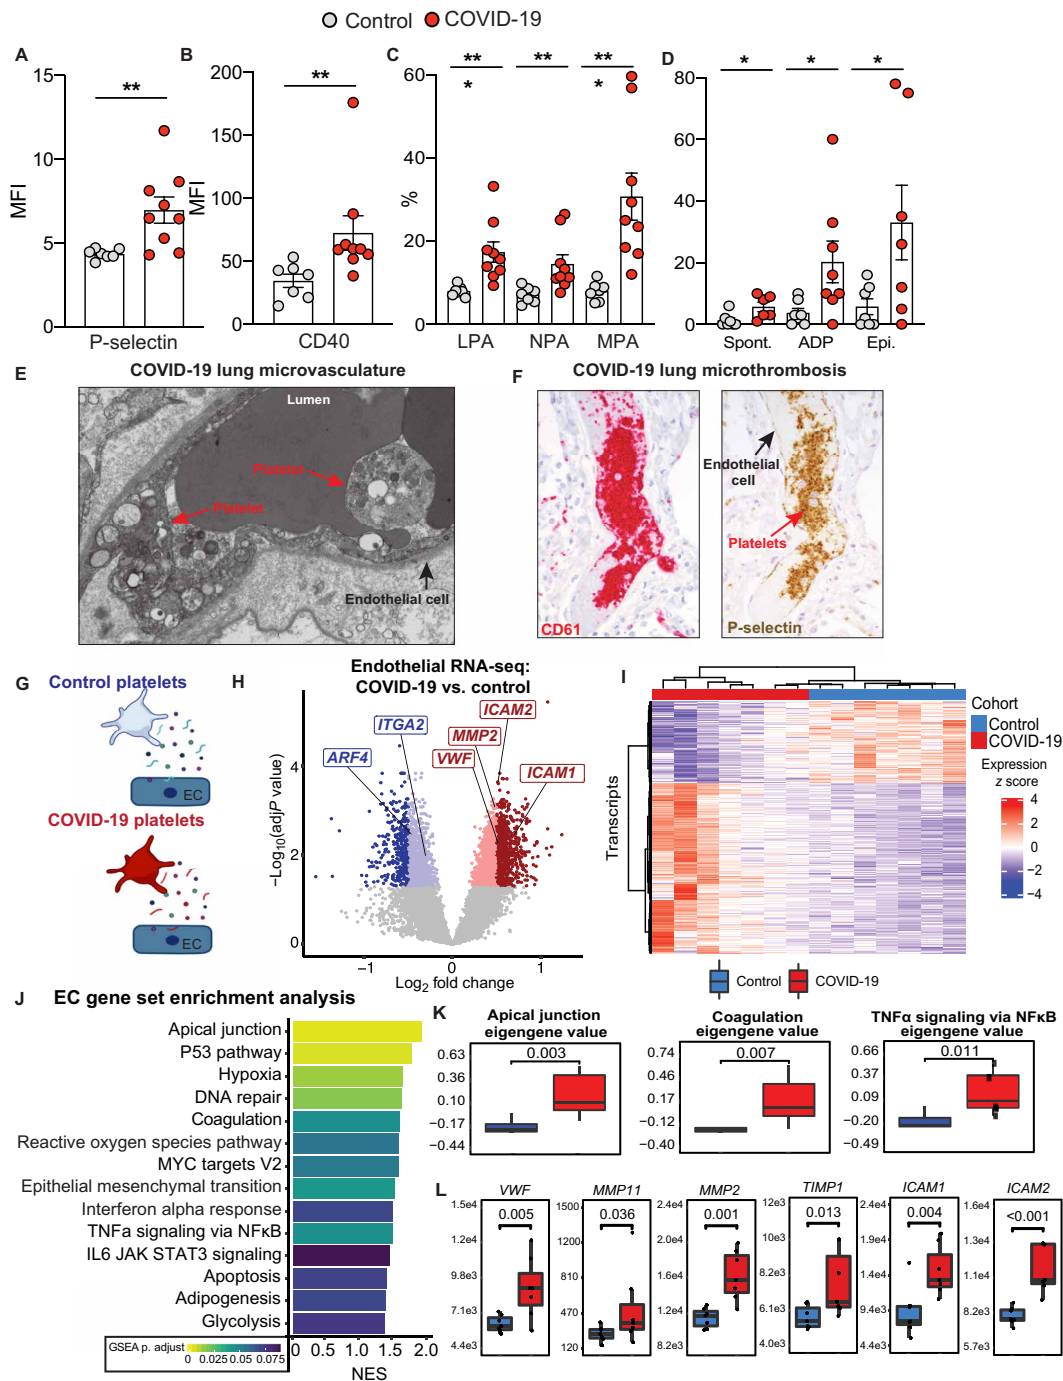 Control COVID-19
A
B
C
D
** ** ** ** ** * * *
* *
15
10
5
0
MFI
P-selectin
200
150
100
50
0
MFI
CD40
60
40
20
0
%
LPA NPA MPA
80
60
40
20
0
Spont. ADP Epi.
E
COVID-19 lung microvasculature
Lumen
Platelet
Platelet
Endothelial cell
F
COVID-19 lung microthrombosis
CD61
Endothelial
cell
Platelets
P-selectin
G
Control platelets
EC
COVID-19 platelets
EC
H
Endothelial RNA-seq:
COVID-19 vs. control
ICAM2
ITGA2
MMP2
ARF4
VWF
ICAM1
−Log10(adjP value)
4
2
0
−1 0 1
Log2 fold change
I
Transcripts
Cohort
Control
COVID-19
Expression
z score
4
2
0
−2
−4
Control COVID-19
J
EC gene set enrichment analysis
Apical junction
P53 pathway
Hypoxia
DNA repair
Coagulation
Reactive oxygen species pathway
MYC targets V2
Epithelial mesenchymal transition
Interferon alpha response
TNFa signaling via NFκB
IL6 JAK STAT3 signaling
Apoptosis
Adipogenesis
Glycolysis
GSEA p. adjust
0 0.025 0.05 0.075
0 0.5 1.0 1.5 2.0
NES
K
Apical junction
eigengene value
0.003
0.63
0.36
0.10
−0.17
−0.44
Coagulation
eigengene value
0.007
0.74
0.46
0.17
−0.12
−0.40
TNFα signaling via NFκB
eigengene value
0.011
0.66
0.37
0.09
−0.20
−0.49
L
VWF
0.005
1.5e4
1.2e4
9.8e3
7.1e3
4.4e3
MMP11
0.036
1500
1160
810
470
120
MMP2
0.001
2.4e4
2.0e4
1.6e4
1.2e4
8.2e3
TIMP1
0.013
12e3
10e3
8.2e3
6.1e3
4.0e3
ICAM1
0.004
2.4e4
1.9e4
1.4e4
9.4e3
4.4e3
ICAM2
<0.001
1.6e4
1.4e4
1.1e4
8.2e3
5.7e3